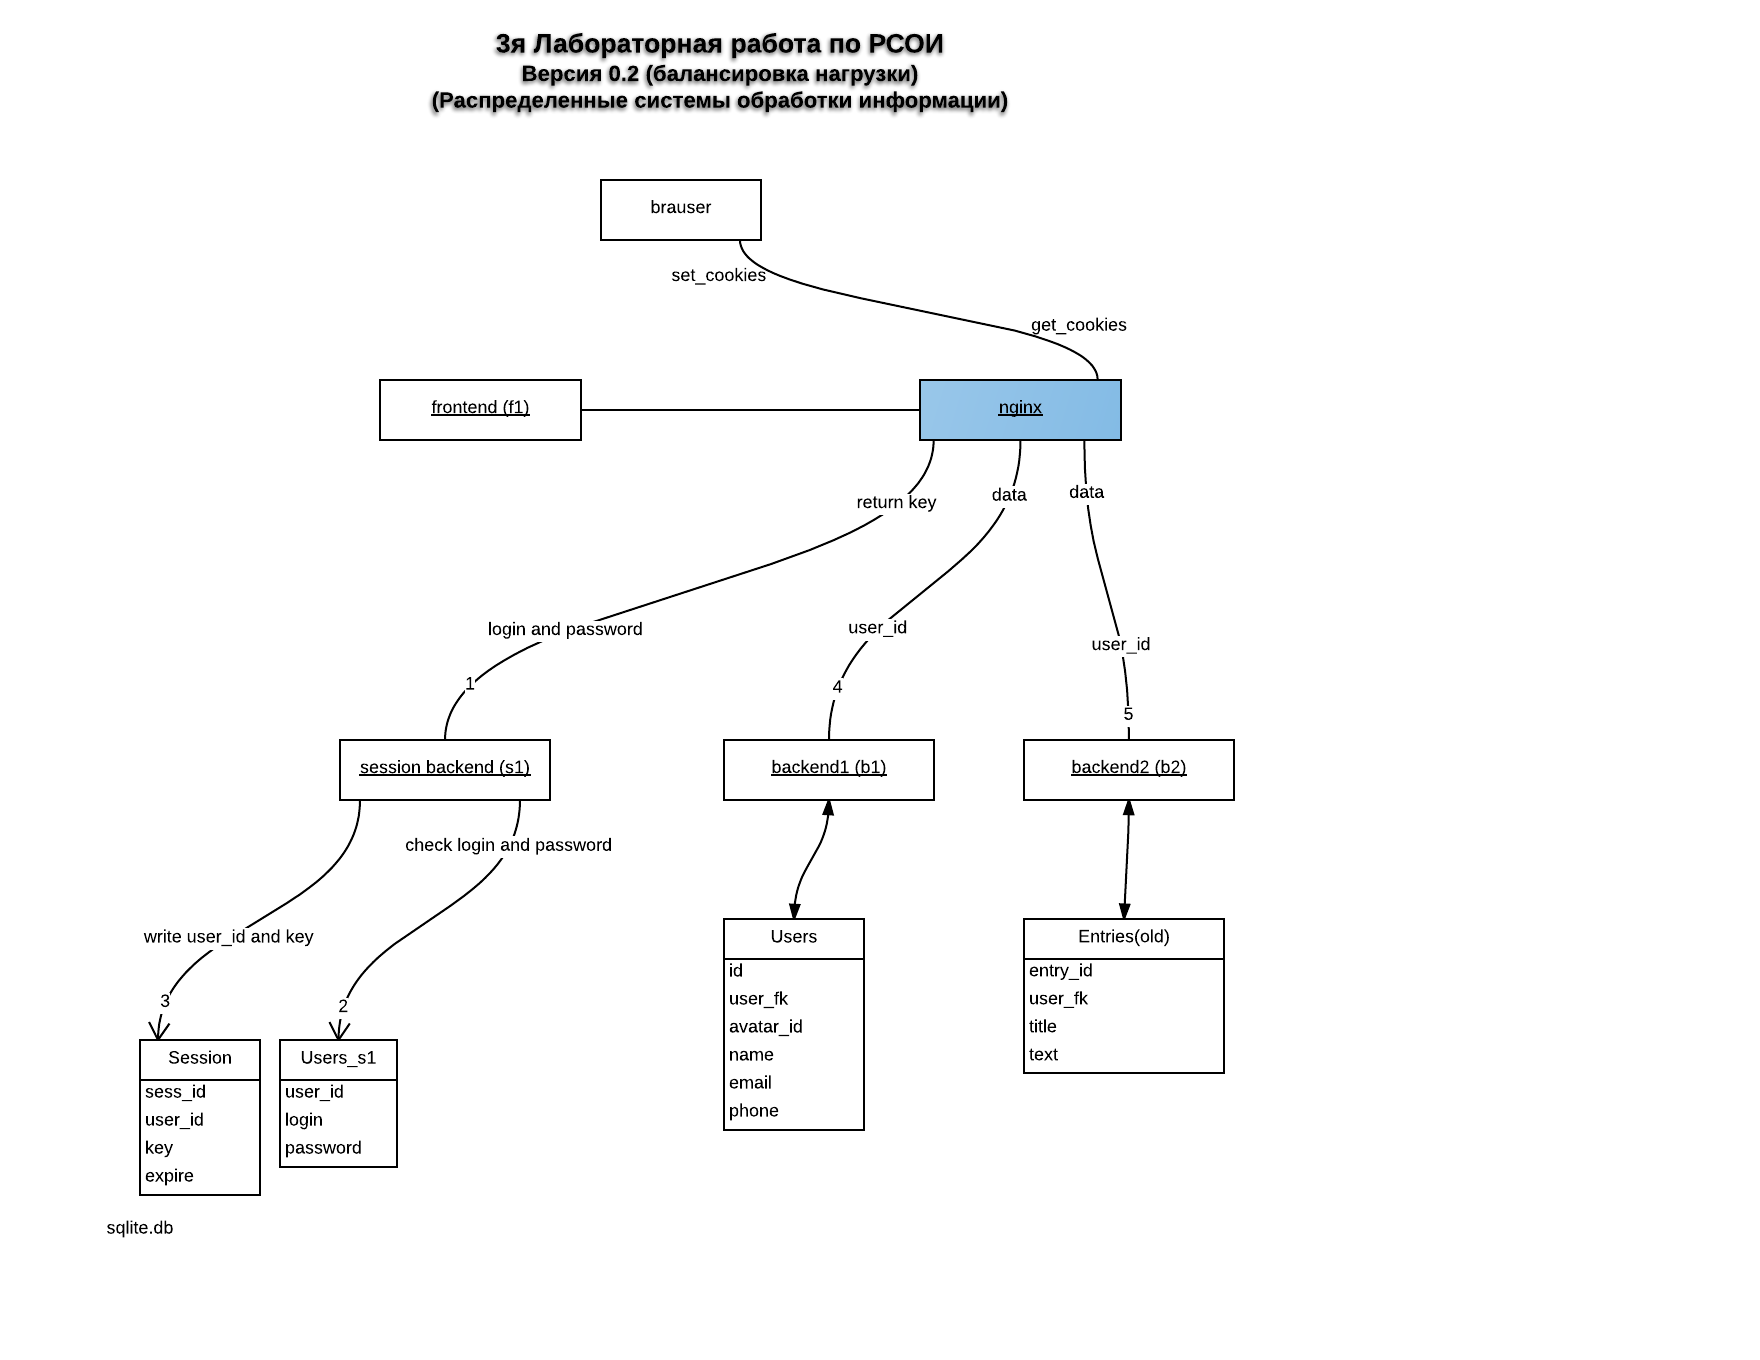 3я Лабораторная работа по РСОИ
Версия 0.2 (балансировка нагрузки)
(Распределенные системы обработки информации)
brauser
set_cookies
get_cookies
frontend (f1)
nginx
return key
data
data
login and password
user_id
user_id
1
4
5
session backend (s1)
backend1 (b1)
backend2 (b2)
check login and password
write user_id and key
3
2
Users
id
user_fk
avatar_id
name
email
phone
Entries(old)
entry_id
user_fk
title
text
Session
sess_id
user_id
key
expire
Users_s1
user_id
login
password
sqlite.db